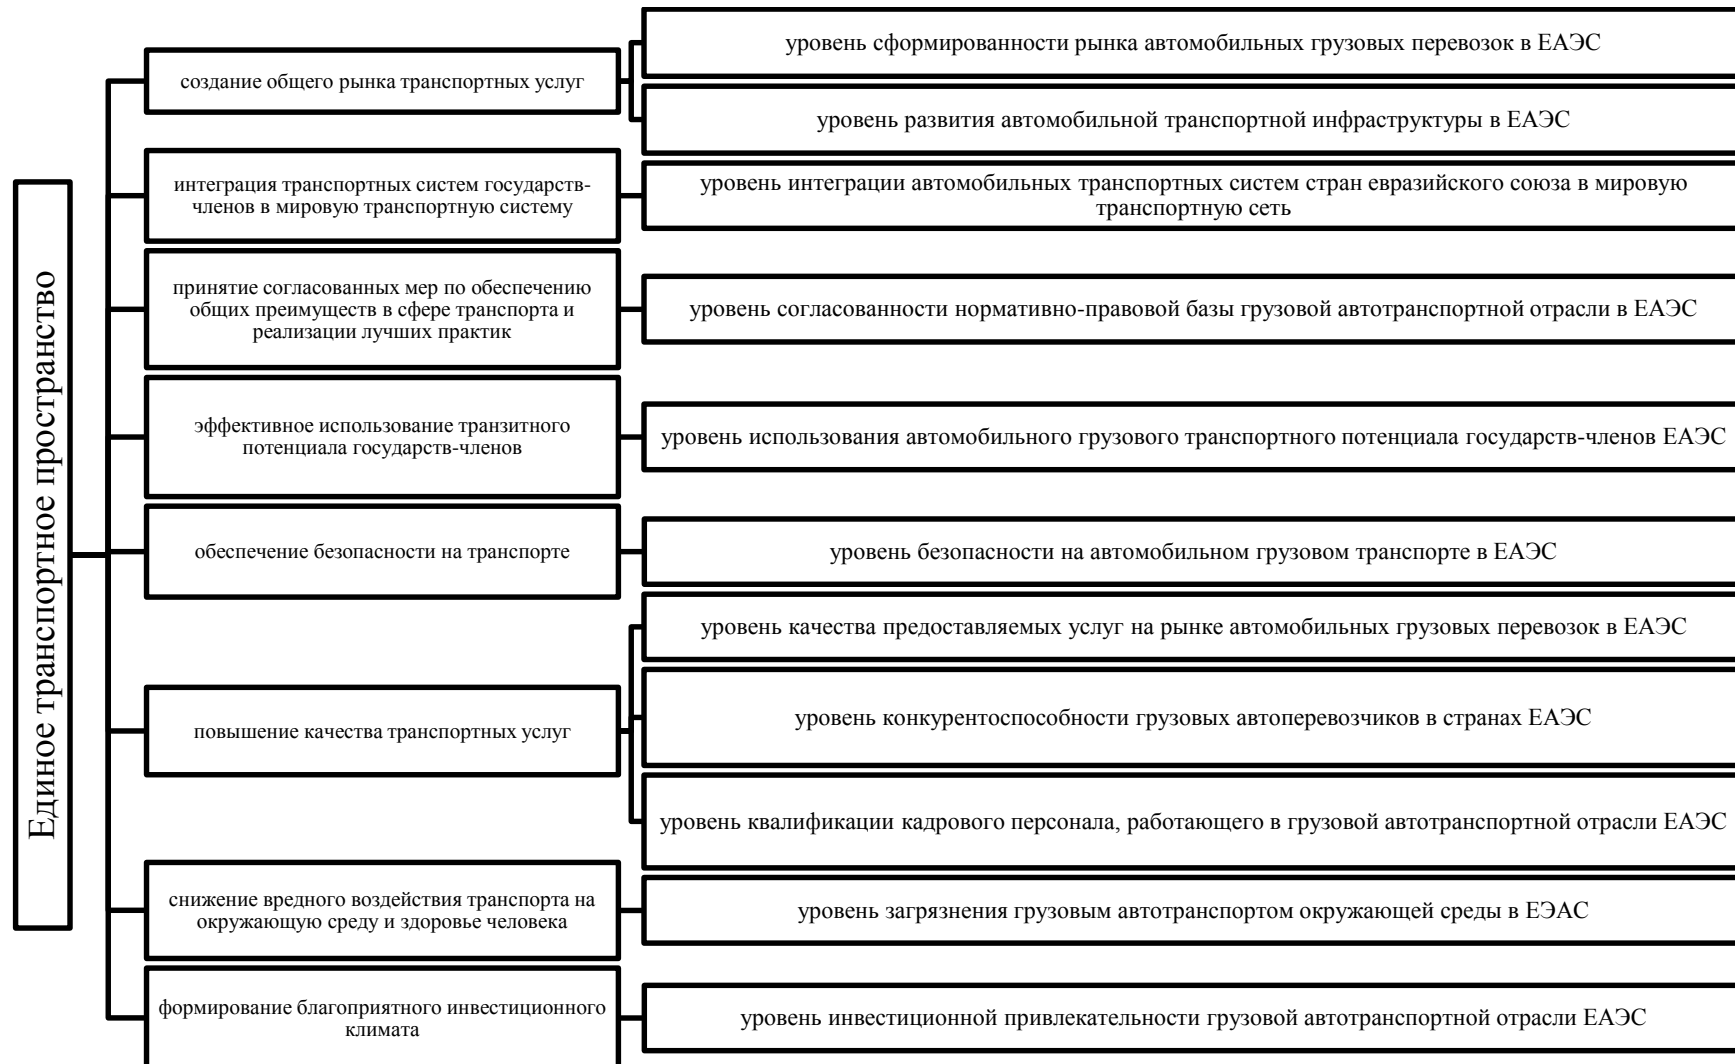 Единое транспортное пространство
создание общего рынка транспортных услуг
уровень сформированности рынка автомобильных грузовых перевозок в ЕАЭС
уровень развития автомобильной транспортной инфраструктуры в ЕАЭС
интеграция транспортных систем государств-
членов в мировую транспортную систему
уровень интеграции автомобильных транспортных систем стран евразийского союза в мировую
транспортную сеть
принятие согласованных мер по обеспечению
общих преимуществ в сфере транспорта и
реализации лучших практик
уровень согласованности нормативно-правовой базы грузовой автотранспортной отрасли в ЕАЭС
эффективное использование транзитного
потенциала государств-членов
уровень использования автомобильного грузового транспортного потенциала государств-членов ЕАЭС
обеспечение безопасности на транспорте
уровень безопасности на автомобильном грузовом транспорте в ЕАЭС
повышение качества транспортных услуг
уровень качества предоставляемых услуг на рынке автомобильных грузовых перевозок в ЕАЭС
уровень конкурентоспособности грузовых автоперевозчиков в странах ЕАЭС
уровень квалификации кадрового персонала, работающего в грузовой автотранспортной отрасли ЕАЭС
снижение вредного воздействия транспорта на
окружающую среду и здоровье человека
уровень загрязнения грузовым автотранспортом окружающей среды в ЕЭАС
формирование благоприятного инвестиционного
климата
уровень инвестиционной привлекательности грузовой автотранспортной отрасли ЕАЭС